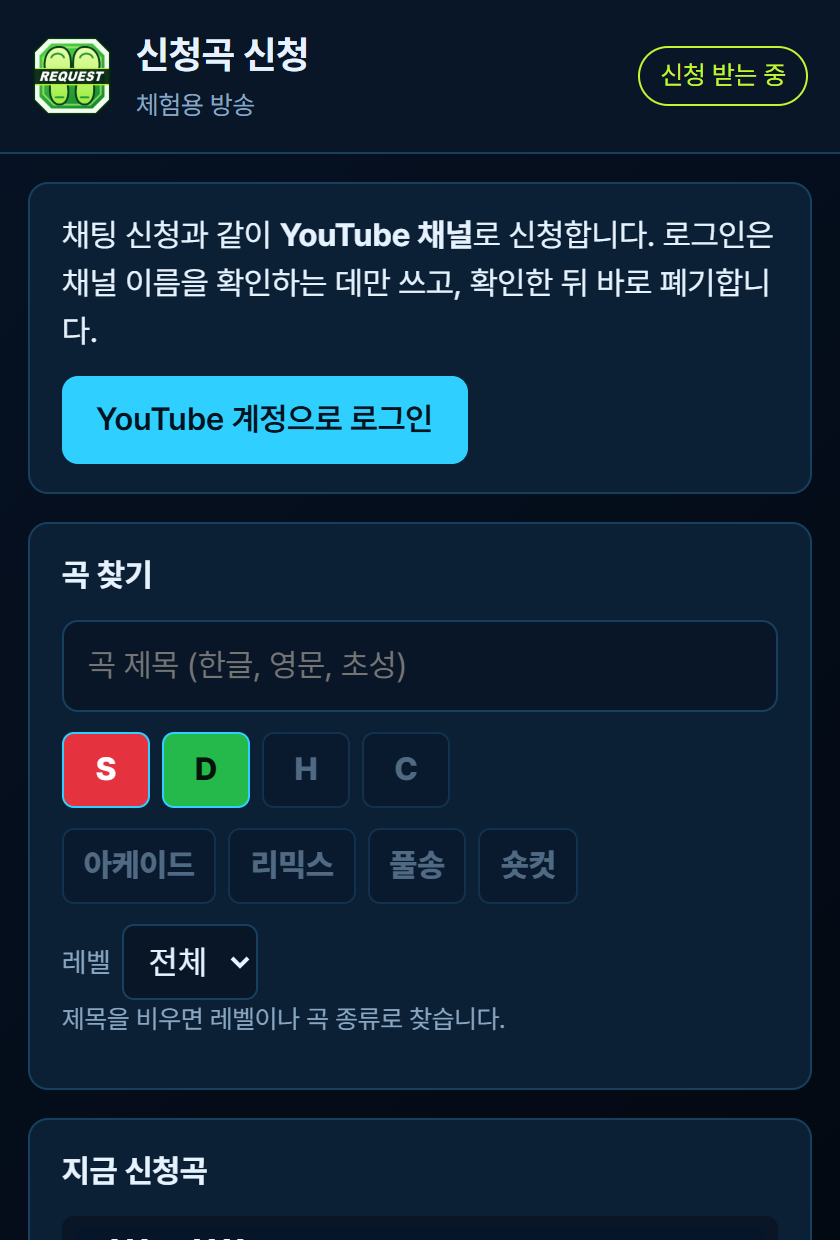 REQUEST
신청곡 신청
체험용 방송
신청 받는 중
채팅 신청과 같이 YouTube 채널로 신청합니다. 로그인은
채널 이름을 확인하는 데만 쓰고, 확인한 뒤 바로 폐기합니
다.
YouTube 계정으로 로그인
곡 찾기
곡 제목 (한글, 영문, 초성)
S D H C
아케이드 리믹스 풀송 숏컷
레벨 전체
제목을 비우면 레벨이나 곡 종류로 찾습니다.
지금 신청곡